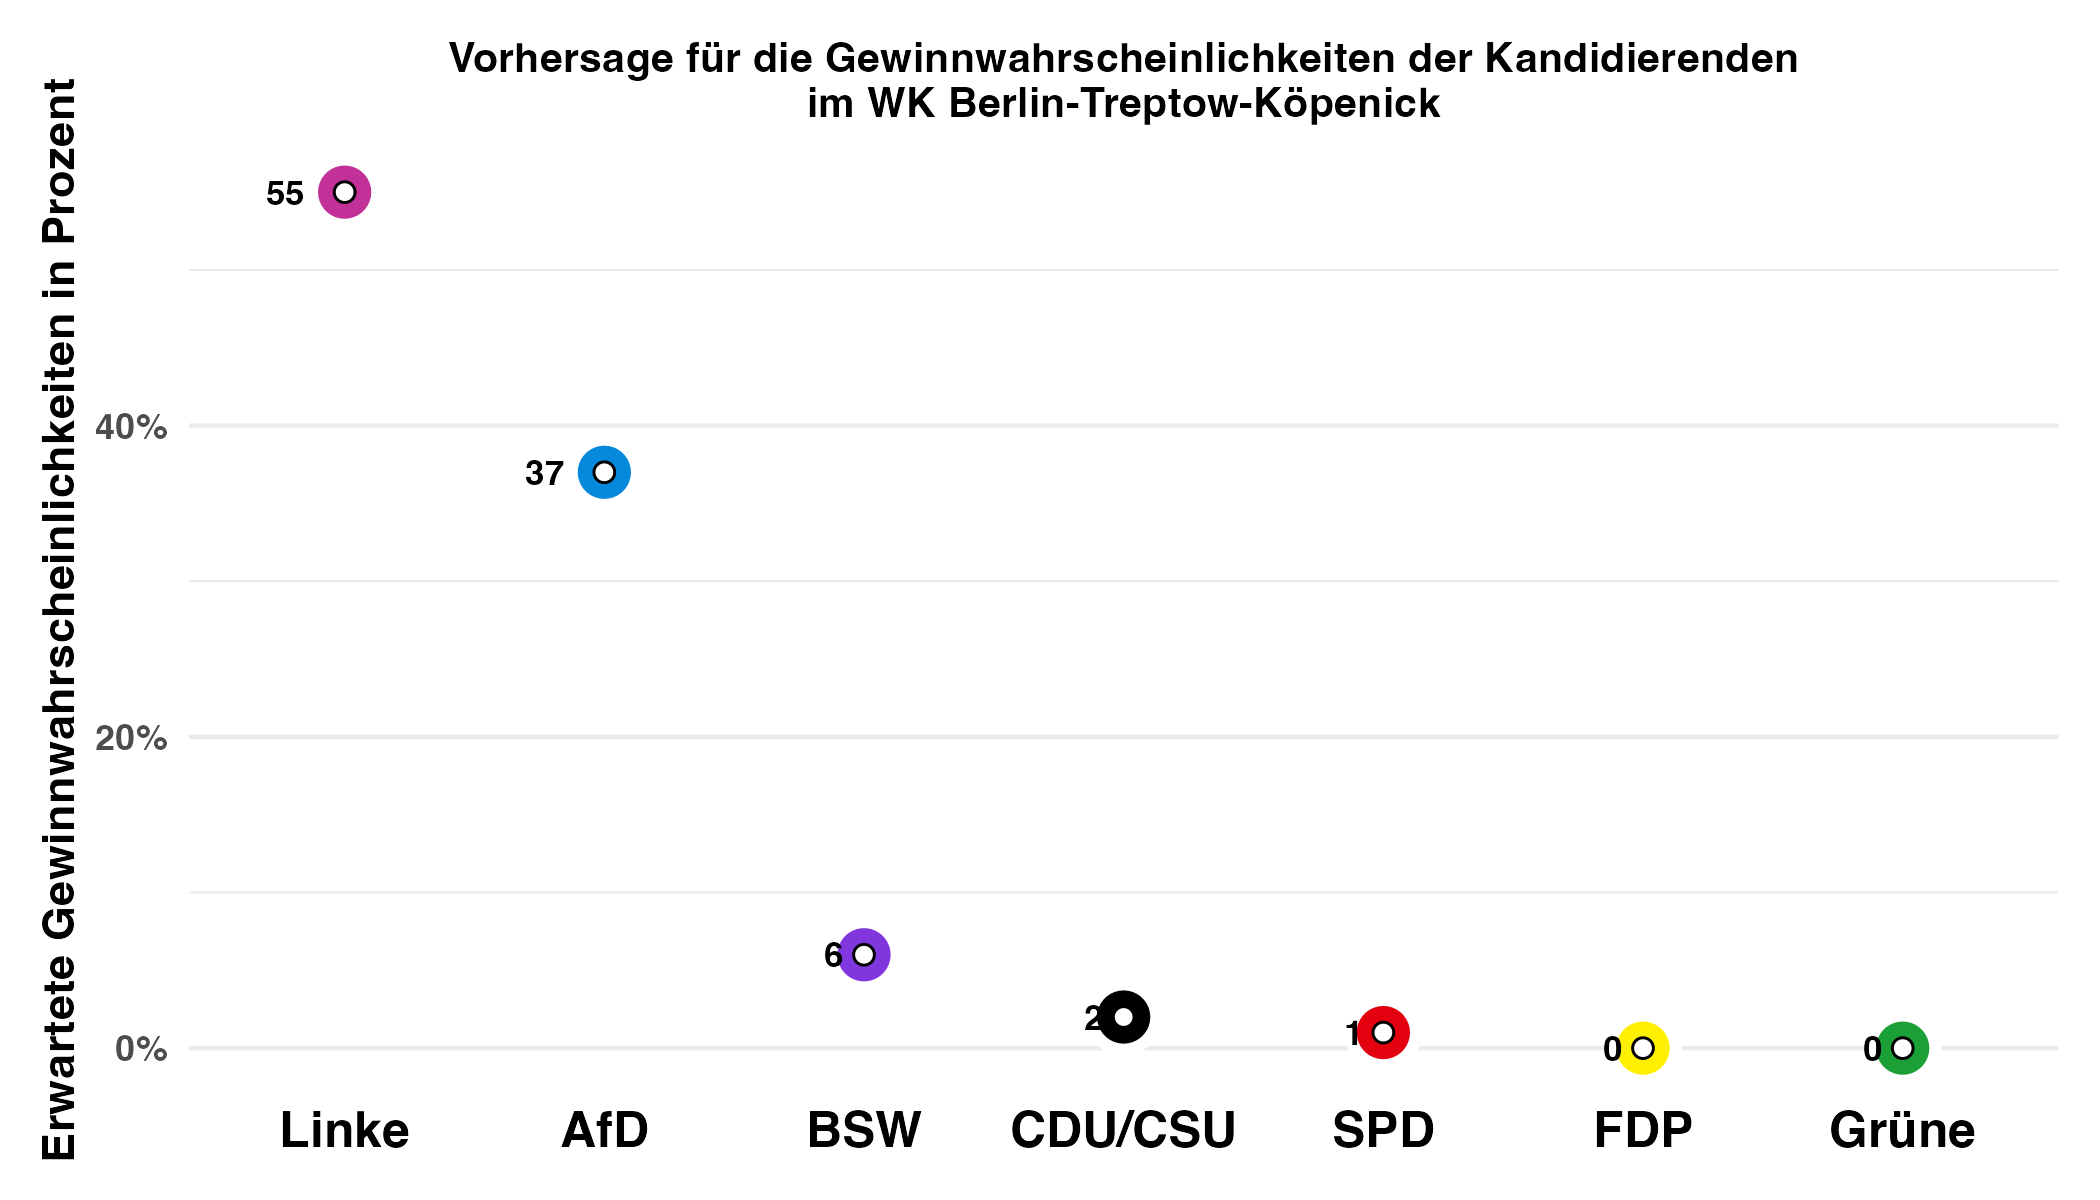 Vorhersage für die Gewinnwahrscheinlichkeiten der Kandidierenden
im WK Berlin-Treptow-Köpenick
Erwartete Gewinnwahrscheinlichkeiten in Prozent
55
40%
37
20%
6
2
1
0%
0
0
Linke
AfD
BSW
CDU/CSU
SPD
FDP
Grüne